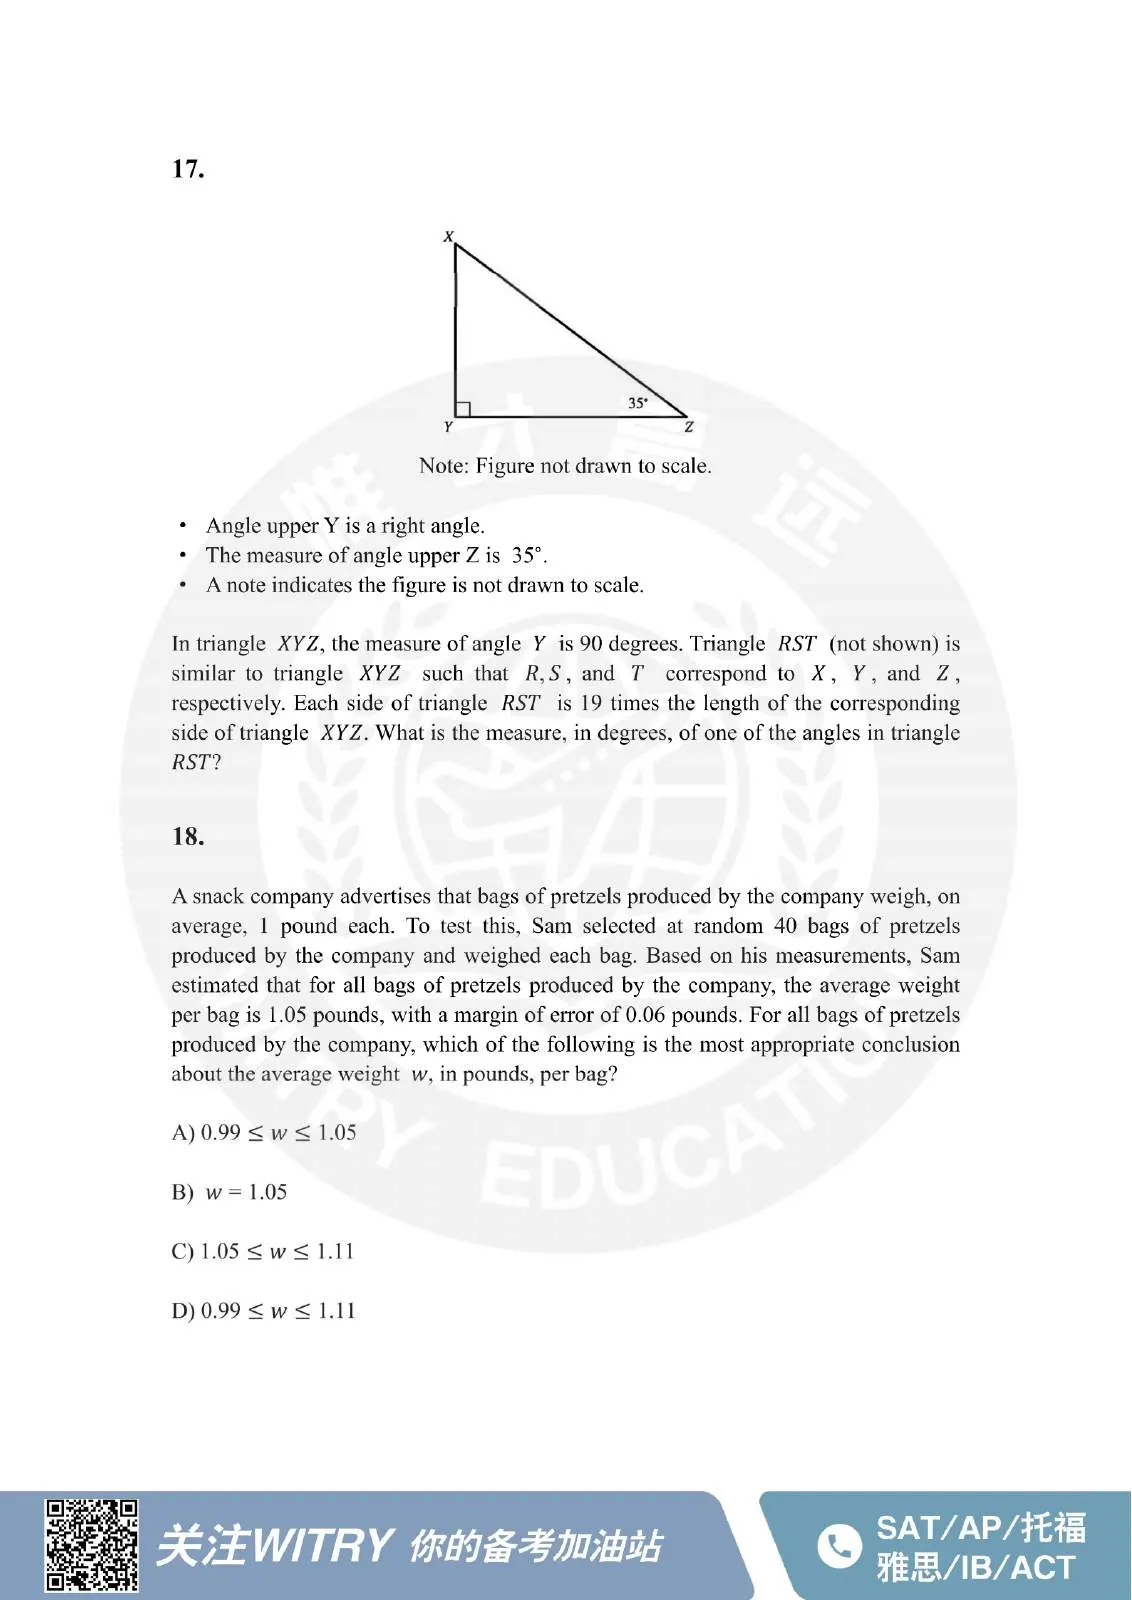 17.
X
35°
Y
Z
Note: Figure not drawn to scale.
• Angle upper Y is a right angle.
• The measure of angle upper Z is 35°.
• A note indicates the figure is not drawn to scale.
In triangle XYZ, the measure of angle Y is 90 degrees. Triangle RST (not shown) is
similar to triangle XYZ such that R, S, and T correspond to X, Y, and Z,
respectively. Each side of triangle RST is 19 times the length of the corresponding
side of triangle XYZ. What is the measure, in degrees, of one of the angles in triangle
RST?
18.
A snack company advertises that bags of pretzels produced by the company weigh, on
average, 1 pound each. To test this, Sam selected at random 40 bags of pretzels
produced by the company and weighed each bag. Based on his measurements, Sam
estimated that for all bags of pretzels produced by the company, the average weight
per bag is 1.05 pounds, with a margin of error of 0.06 pounds. For all bags of pretzels
produced by the company, which of the following is the most appropriate conclusion
about the average weight w, in pounds, per bag?
A) 0.99 ≤ w ≤ 1.05
B) w = 1.05
C) 1.05 ≤ w ≤ 1.11
D) 0.99 ≤ w ≤ 1.11
惟才昌远
WITRY EDUCATION
关注WITRY 你的备考加油站
SAT/AP/托福
雅思/IB/ACT